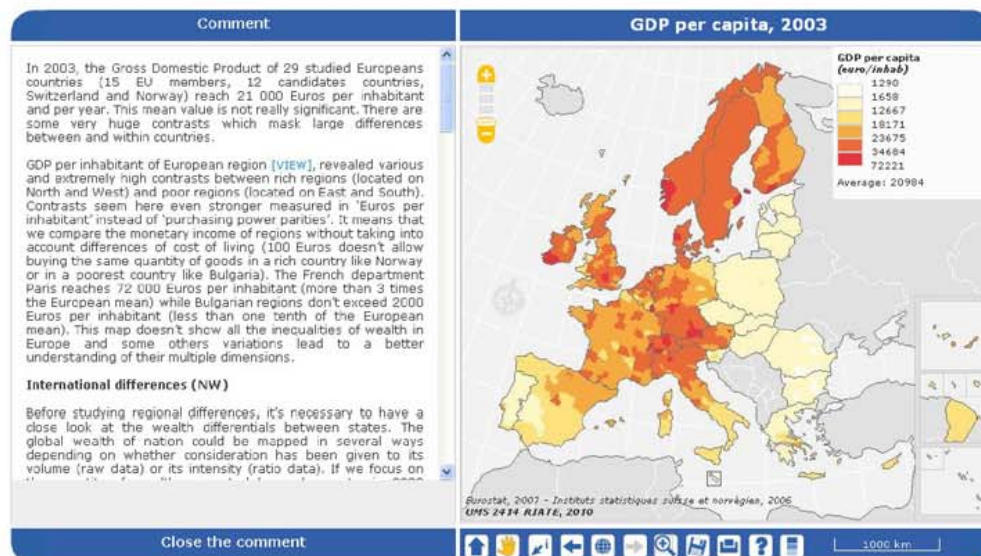 Comment
In 2003, the Gross Domestic Product of 29 studied Europeans
countries (15 EU members, 12 candidates countries,
Switzerland and Norway) reach 21 000 Euros per inhabitant
and per year. This mean value is not really significant. There are
some very huge contrasts which mask large differences
between and within countries.
GDP per inhabitant of European region [VIEW], revealed various
and extremely high contrasts between rich regions (located on
North and West) and poor regions (located on East and South).
Contrasts seem here even stronger measured in 'Euros per
inhabitant' instead of 'purchasing power parities'. It means that
we compare the monetary income of regions without taking into
account differences of cost of living (100 Euros doesn't allow
buying the same quantity of goods in a rich country like Norway
or in a poorest country like Bulgaria). The French department
Paris reaches 72 000 Euros per inhabitant (more than 3 times
the European mean) while Bulgarian regions don't exceed 2000
Euros per inhabitant (less than one tenth of the European
mean). This map doesn't show all the inequalities of wealth in
Europe and some others variations lead to a better
understanding of their multiple dimensions.
International differences (NW)
Before studying regional differences, it's necessary to have a
close look at the wealth differentials between states. The
global wealth of nation could be mapped in several ways
depending on whether consideration has been given to its
volume (raw data) or its intensity (ratio data). If we focus on
Close the comment
GDP per capita, 2003
GDP per capita
(euro/inhab)
1290
1658
12667
18171
23675
34684
72221
Average: 20984
Eurostat, 2007 - Instituts statistiques suisse et norvégien, 2006
UMS 2414 RIATE, 2010
1000 km